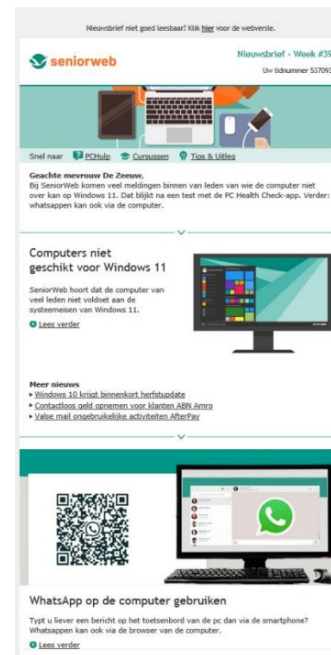 Nieuwsbrief niet goed leesbaar? Klik hier voor de webversie.
seniorweb
Nieuwsbrief - Week #39
Uw lidnummer 537093
Snel naar PCHulp Cursussen Tips & Uitleg
Geachte mevrouw De Zeeuw,
Bij SeniorWeb komen veel meldingen binnen van leden van wie de computer niet
over kan op Windows 11. Dat blijkt na een test met de PC Health Check-app. Verder:
whatsappen kan ook via de computer.
Computers niet
geschikt voor Windows 11
SeniorWeb hoort dat de computer van
veel leden niet voldoet aan de
systeemeisen van Windows 11.
Lees verder
Meer nieuws
Windows 10 krijgt binnenkort herfstupdate
Contactloos geld opnemen voor klanten ABN Amro
Valse mail ongebruikelijke activiteiten AfterPay
WhatsApp op de computer gebruiken
Typt u liever een bericht op het toetsenbord van de pc dan via de smartphone?
Whatsappen kan ook via de browser van de computer.
Lees verder